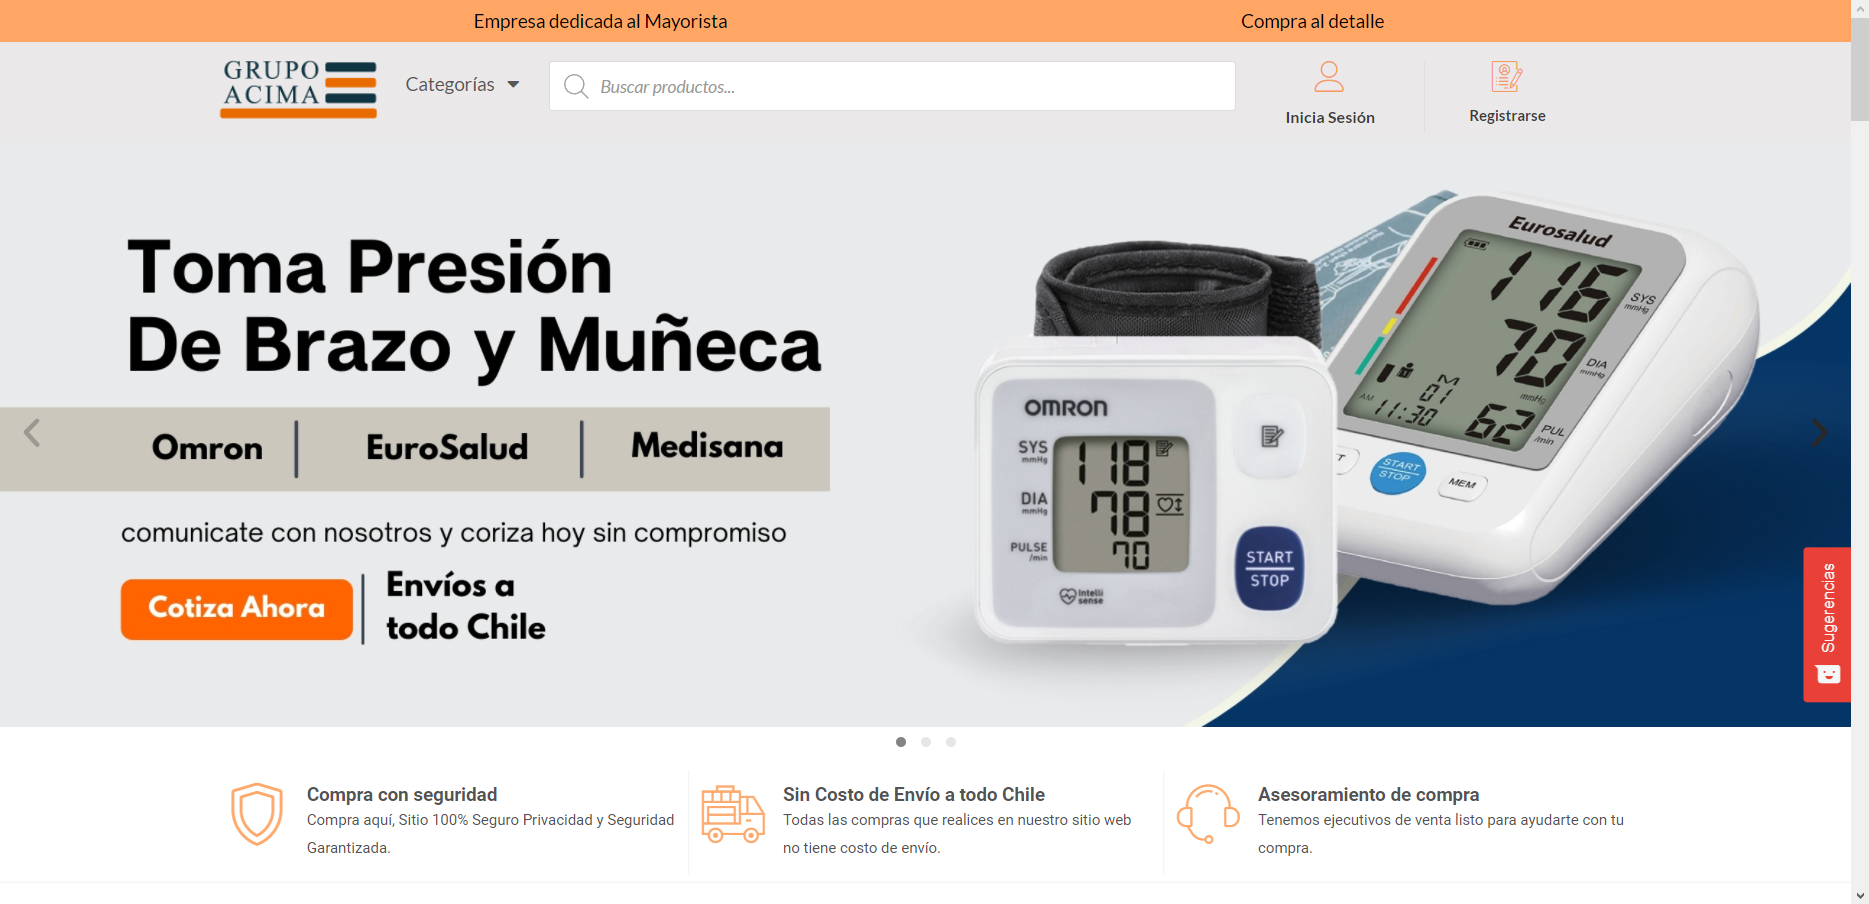 Empresa dedicada al Mayorista
Compra al detalle
GRUPO
ACIMA
Categorías
Buscar productos...
Inicia Sesión
Registrarse
Toma Presión
De Brazo y Muñeca
Omron
EuroSalud
Medisana
comunicate con nosotros y coriza hoy sin compromiso
Cotiza Ahora
Envíos a
todo Chile
OMRON
SYS
mmHg
118
DIA
mmHg
78
PULSE
/min
70
Intelli
sense
START
STOP
Eurosalud
116
SYS
mmHg
70
DIA
mmHg
M
01
mmHg
AM
11:30
62
PUL
/min
START
STOP
MEM
Sugerencias
Compra con seguridad
Compra aquí, Sitio 100% Seguro Privacidad y Seguridad
Garantizada.
Sin Costo de Envío a todo Chile
Todas las compras que realices en nuestro sitio web
no tiene costo de envío.
Asesoramiento de compra
Tenemos ejecutivos de venta listo para ayudarte con tu
compra.